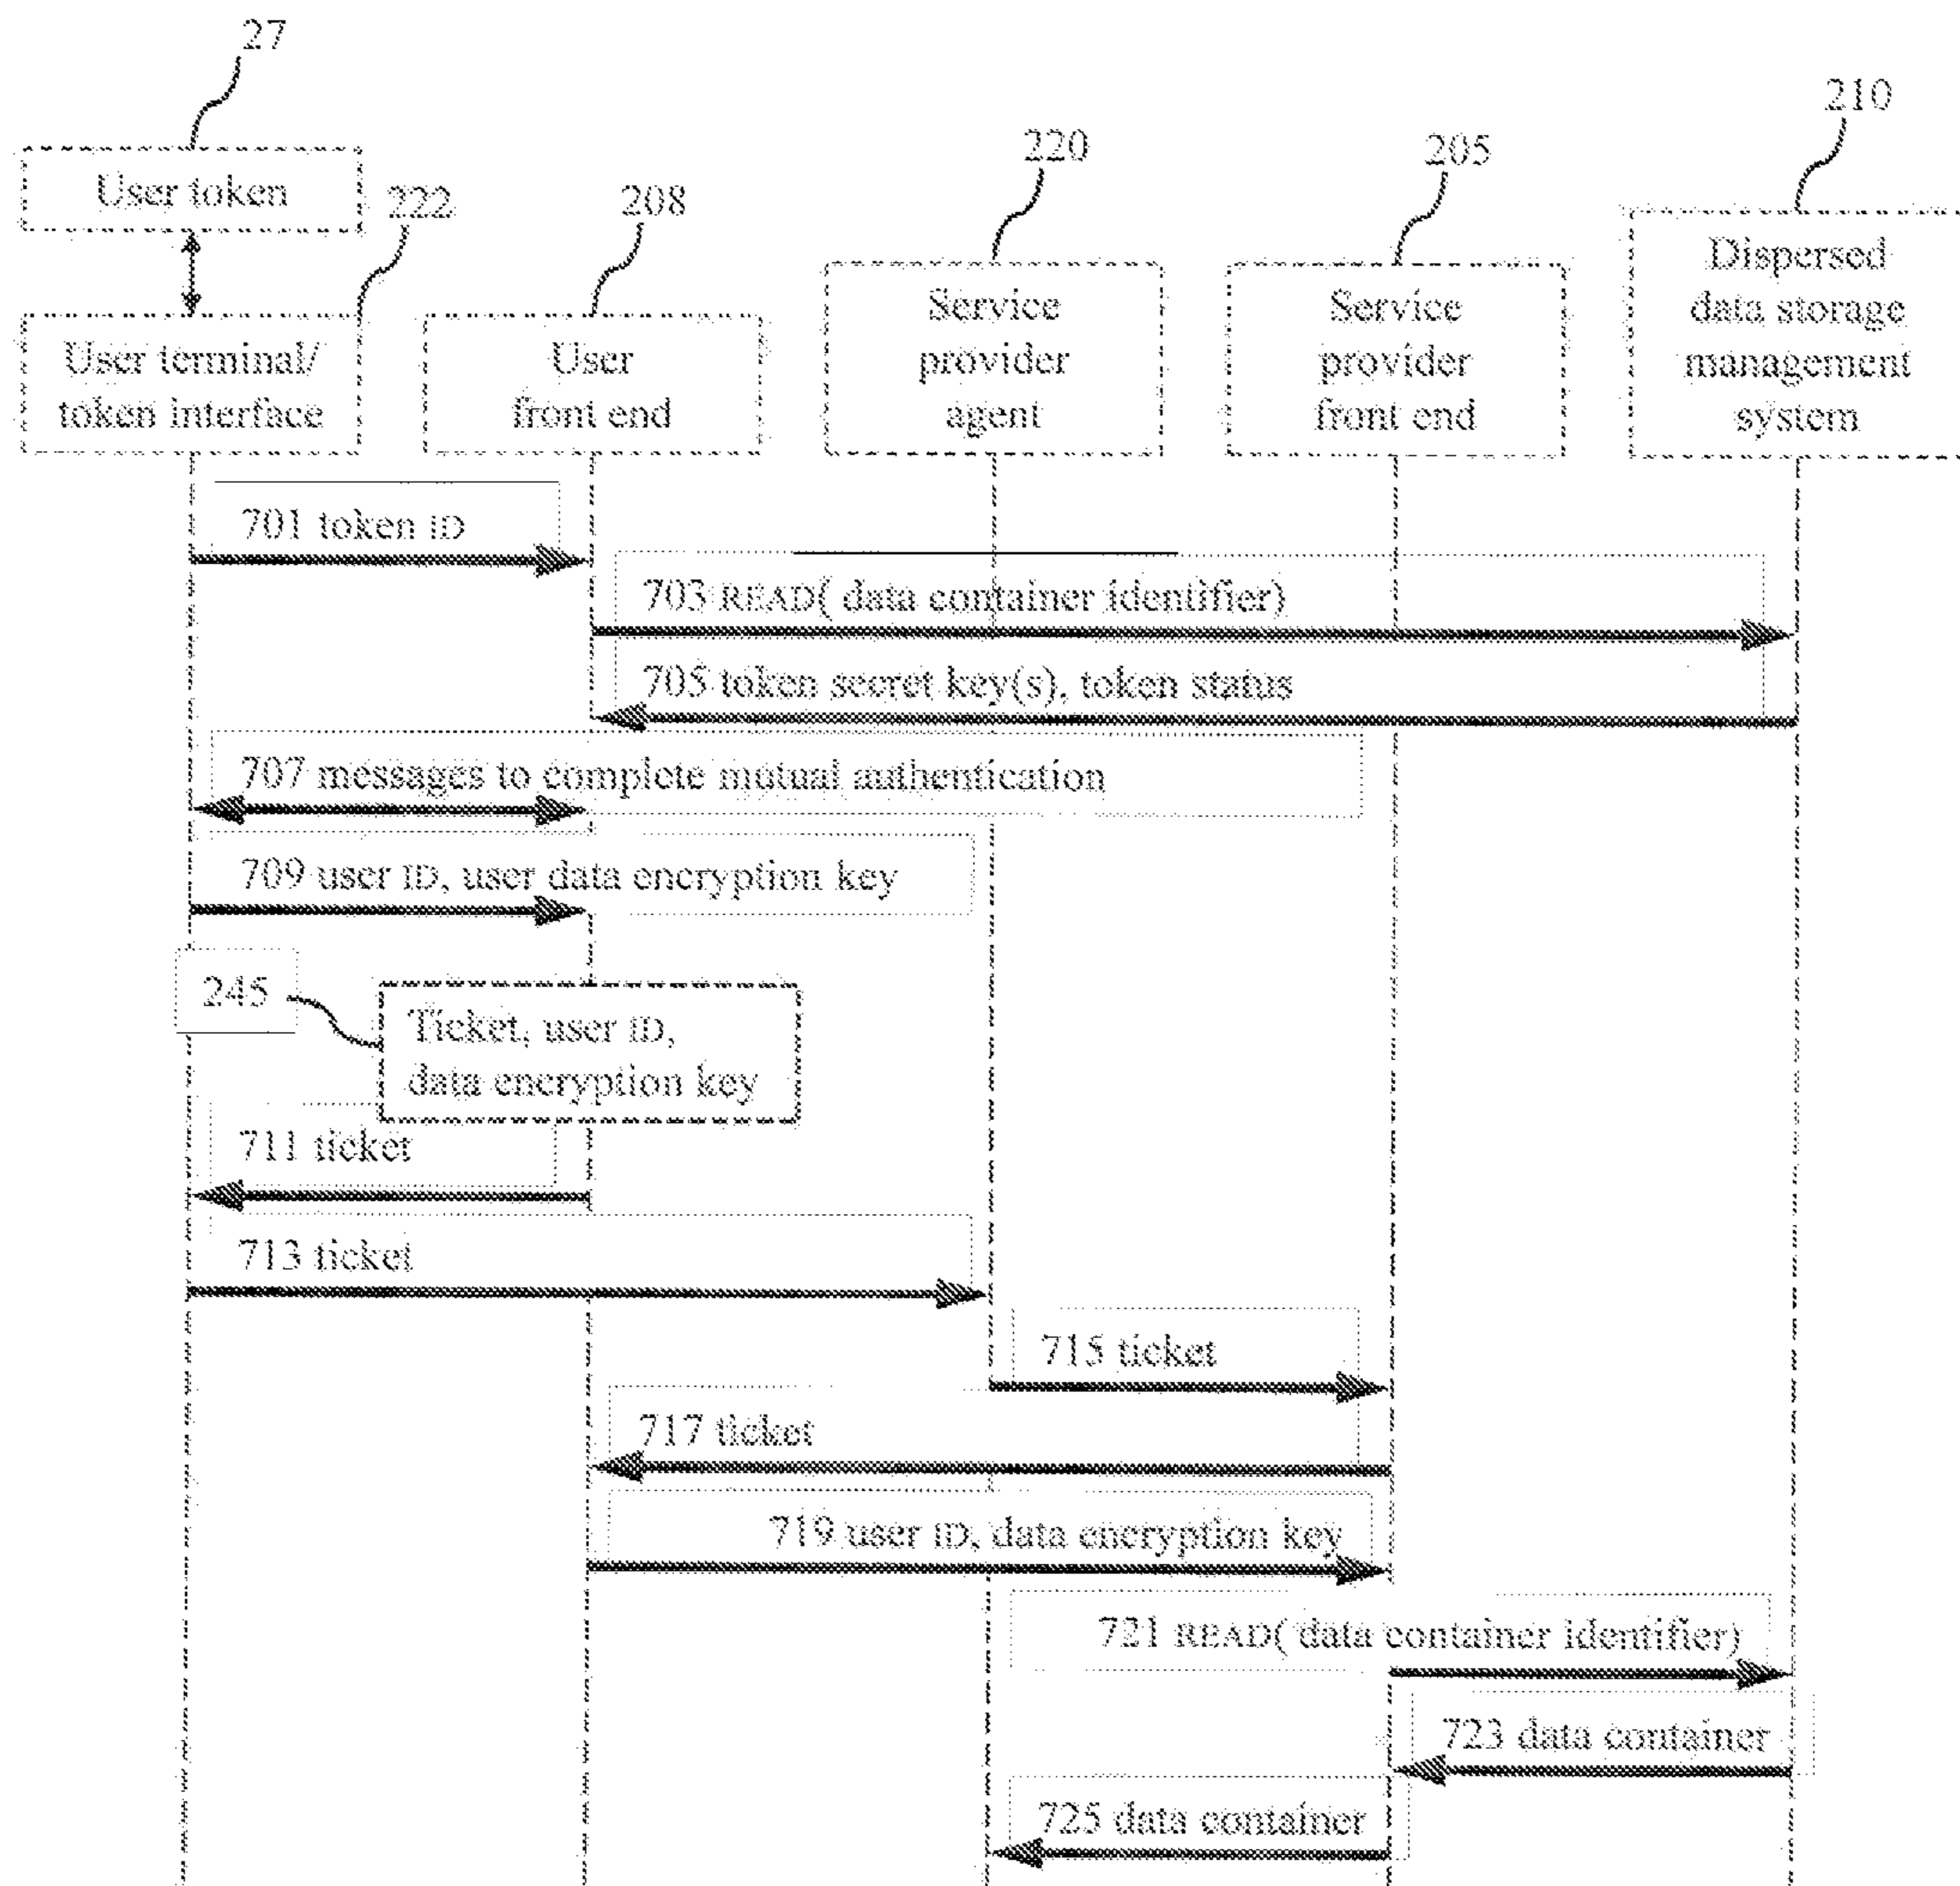 27
210
220
205
User token
222
208
Dispersed
data storage
management
system
Service
provider
agent
Service
provider
front end
User terminal/
token interface
User
front end
701 token ID
703 READ( data container identifier)
705 token secret key(s), token status
707 messages to complete mutual authentication
709 user ID, user data encryption key
245
Ticket, user ID,
data encryption key
711 ticket
713 ticket
715 ticket
717 ticket
719 user ID, data encryption key
721 READ( data container identifier)
723 data container
725 data container